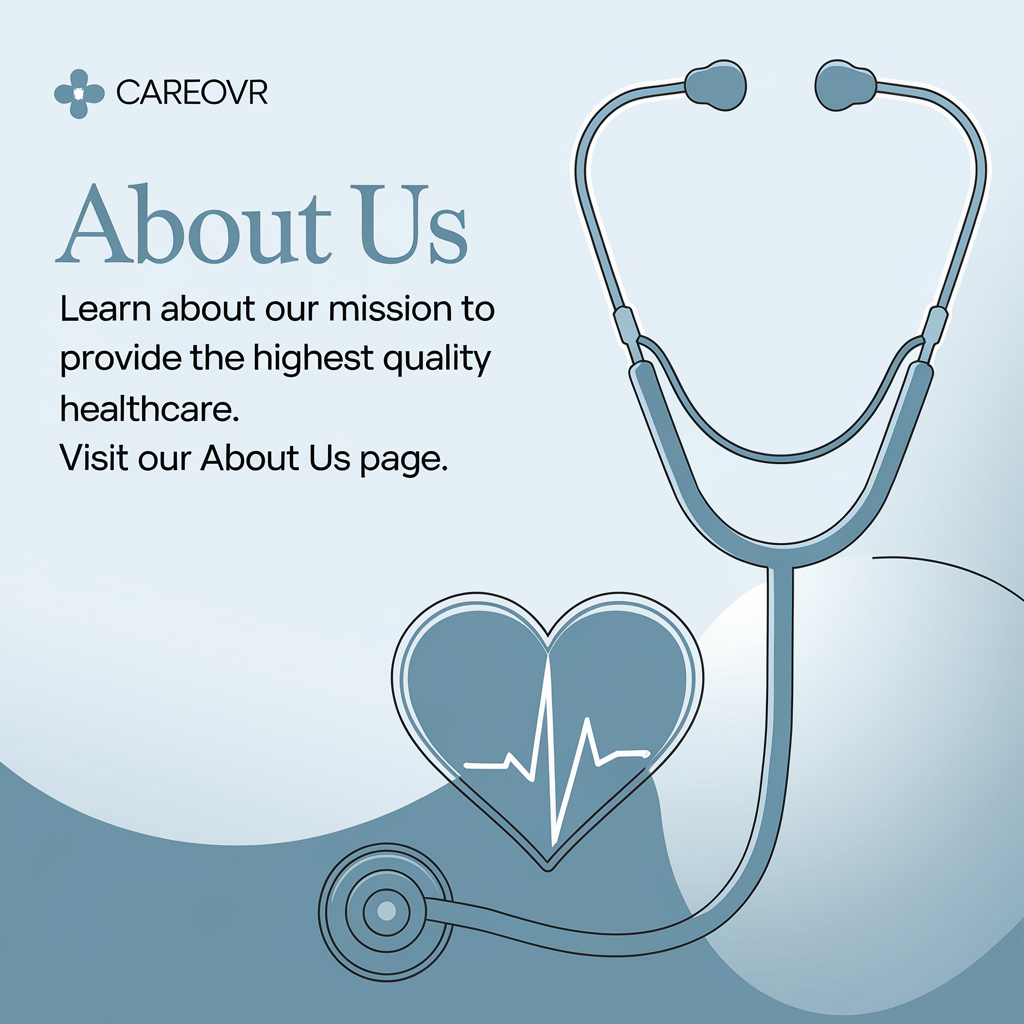 CAREOVR
About Us
Learn about our mission to
provide the highest quality
healthcare.
Visit our About Us page.